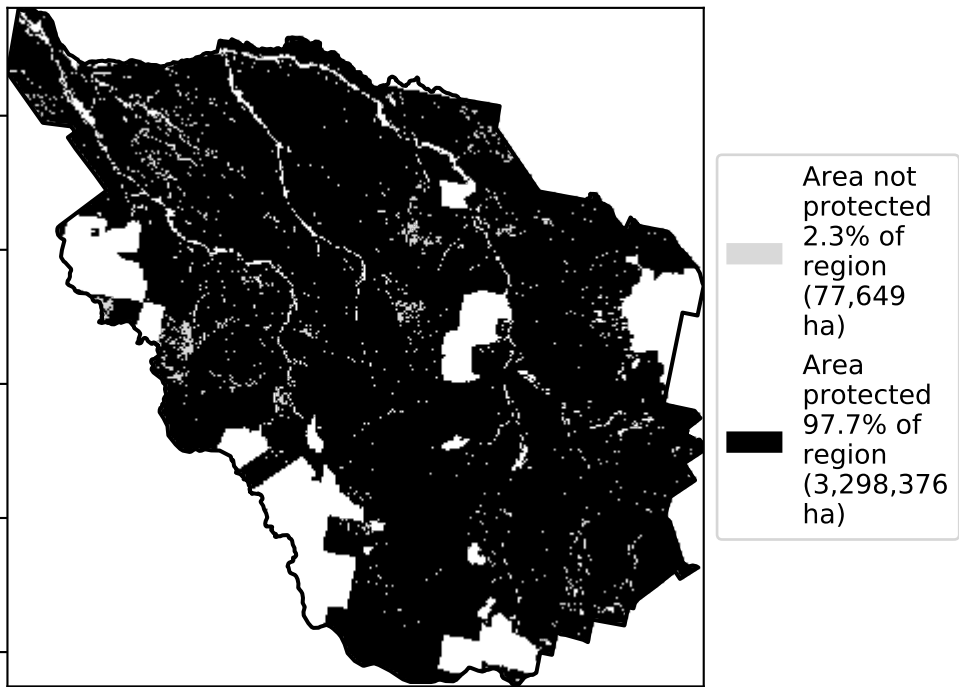 Area not
protected
2.3% of
region
(77,649
ha)
Area
protected
97.7% of
region
(3,298,376
ha)